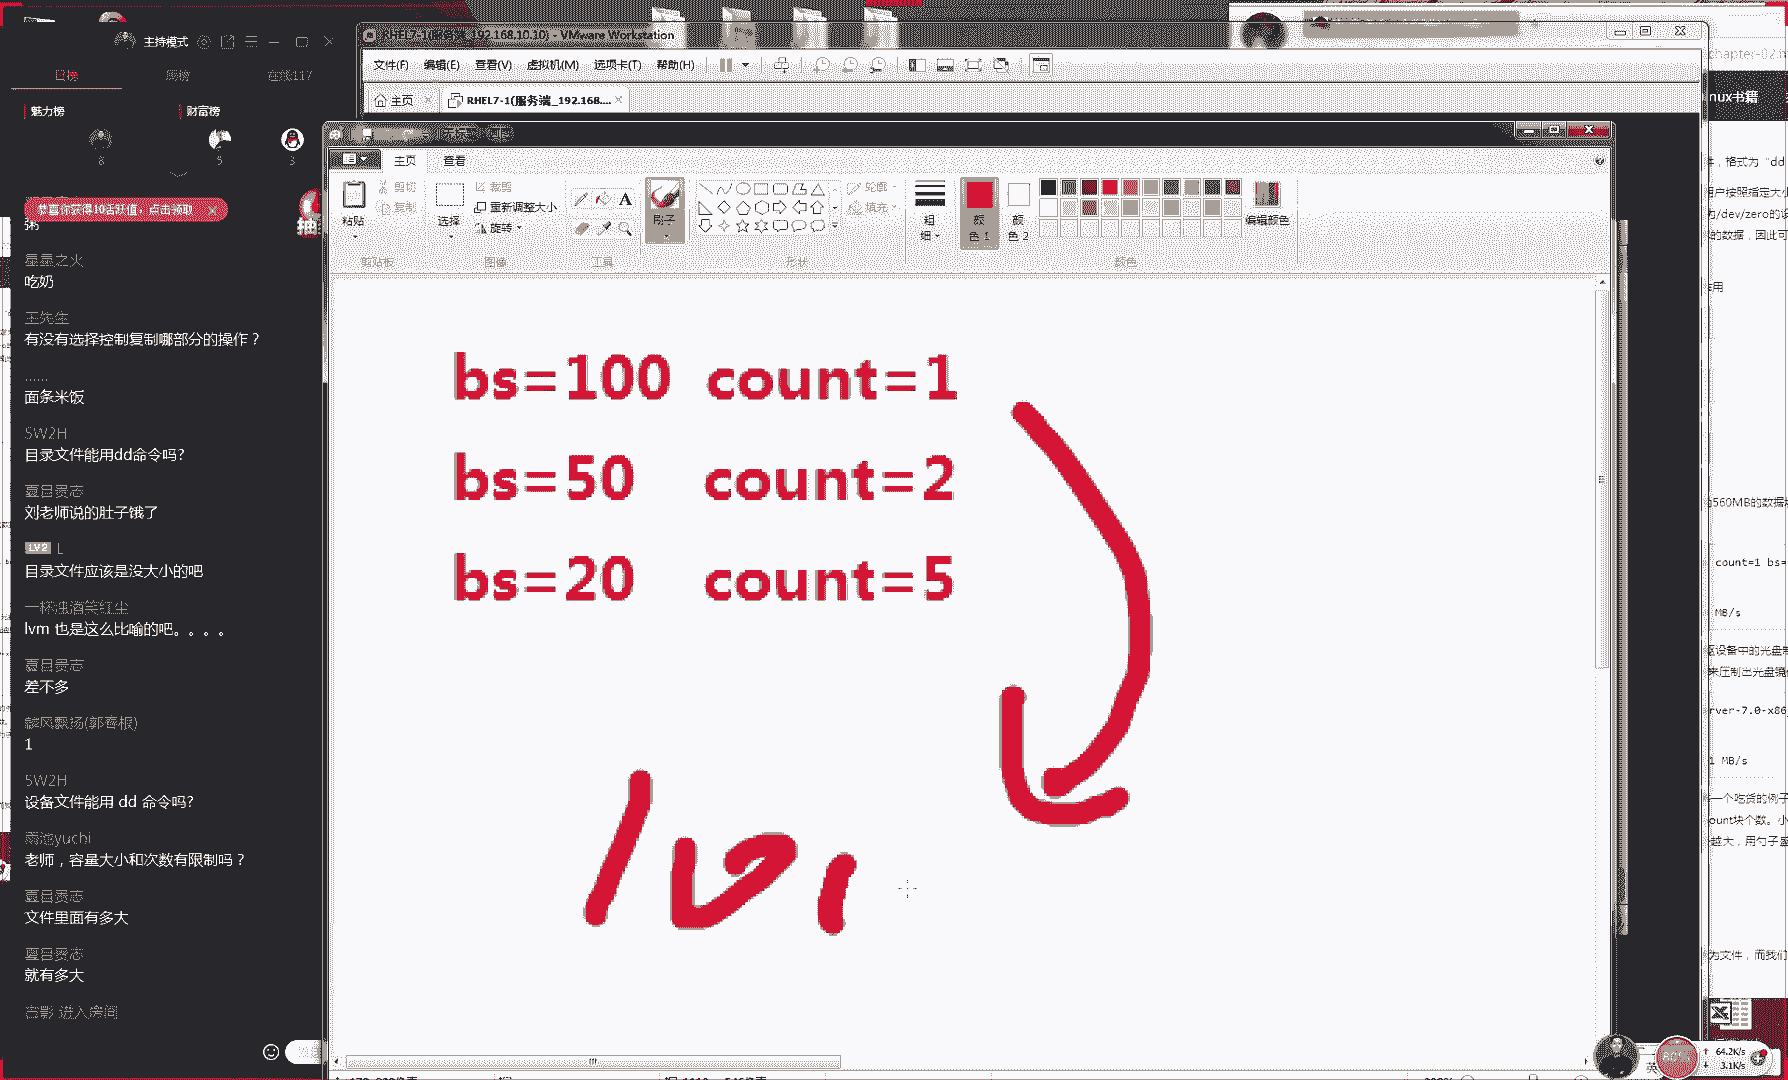 主持模式
日榜 周榜 在线117
魅力榜 财富榜
8 5 3
恭喜你获得10活跃值，点击领取
粥
星星之火
吃奶
王先生
有没有选择控制复制哪部分的操作？
......
面条米饭
SW2H
目录文件能用dd命令吗?
夏目贵志
刘老师说的肚子饿了
LV2 L
目录文件应该是没大小的吧
一杯浊酒笑红尘
lvm 也是这么比喻的吧。。。。
夏目贵志
差不多
1
SW2H
设备文件能用 dd 命令吗?
雨池yuchi
老师，容量大小和次数有限制吗？
夏目贵志
文件里面有多大
夏目贵志
就有多大
进入房间
RHEL7-1(服务端_192.168.10.10) - VMware Workstation
文件(F) 编辑(E) 查看(V) 虚拟机(M) 选项卡(T) 帮助(H)
主页 RHEL7-1(服务端_192.168....
主页 查看
粘贴 剪切 复制 选择 裁剪 重新调整大小 旋转 A 刷子 轮廓 填充 粗细 颜色 1 颜色 2 编辑颜色
剪贴板 图像 工具 形状 颜色
bs=100 count=1
bs=50 count=2
bs=20 count=5
chapter-02.h
nux书籍
格式为“dd
用户按照指定大小
/dev/zero的设
的数据，因此可
作用
560MB的数据块
count=1 bs=
MB/s
驱设备中的光盘制
来压制出光盘镜像
rver-7.0-x86
1 MB/s
一个吃货的例子
ount块个数。小
越大，用勺子盛
为文件，而我们
英
64.2K/s
3.1K/s